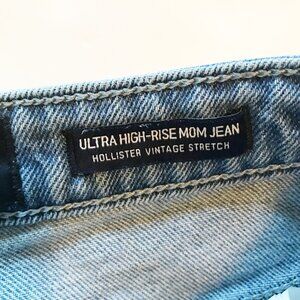 ULTRA HIGH-RISE MOM JEAN
HOLLISTER VINTAGE STRETCH